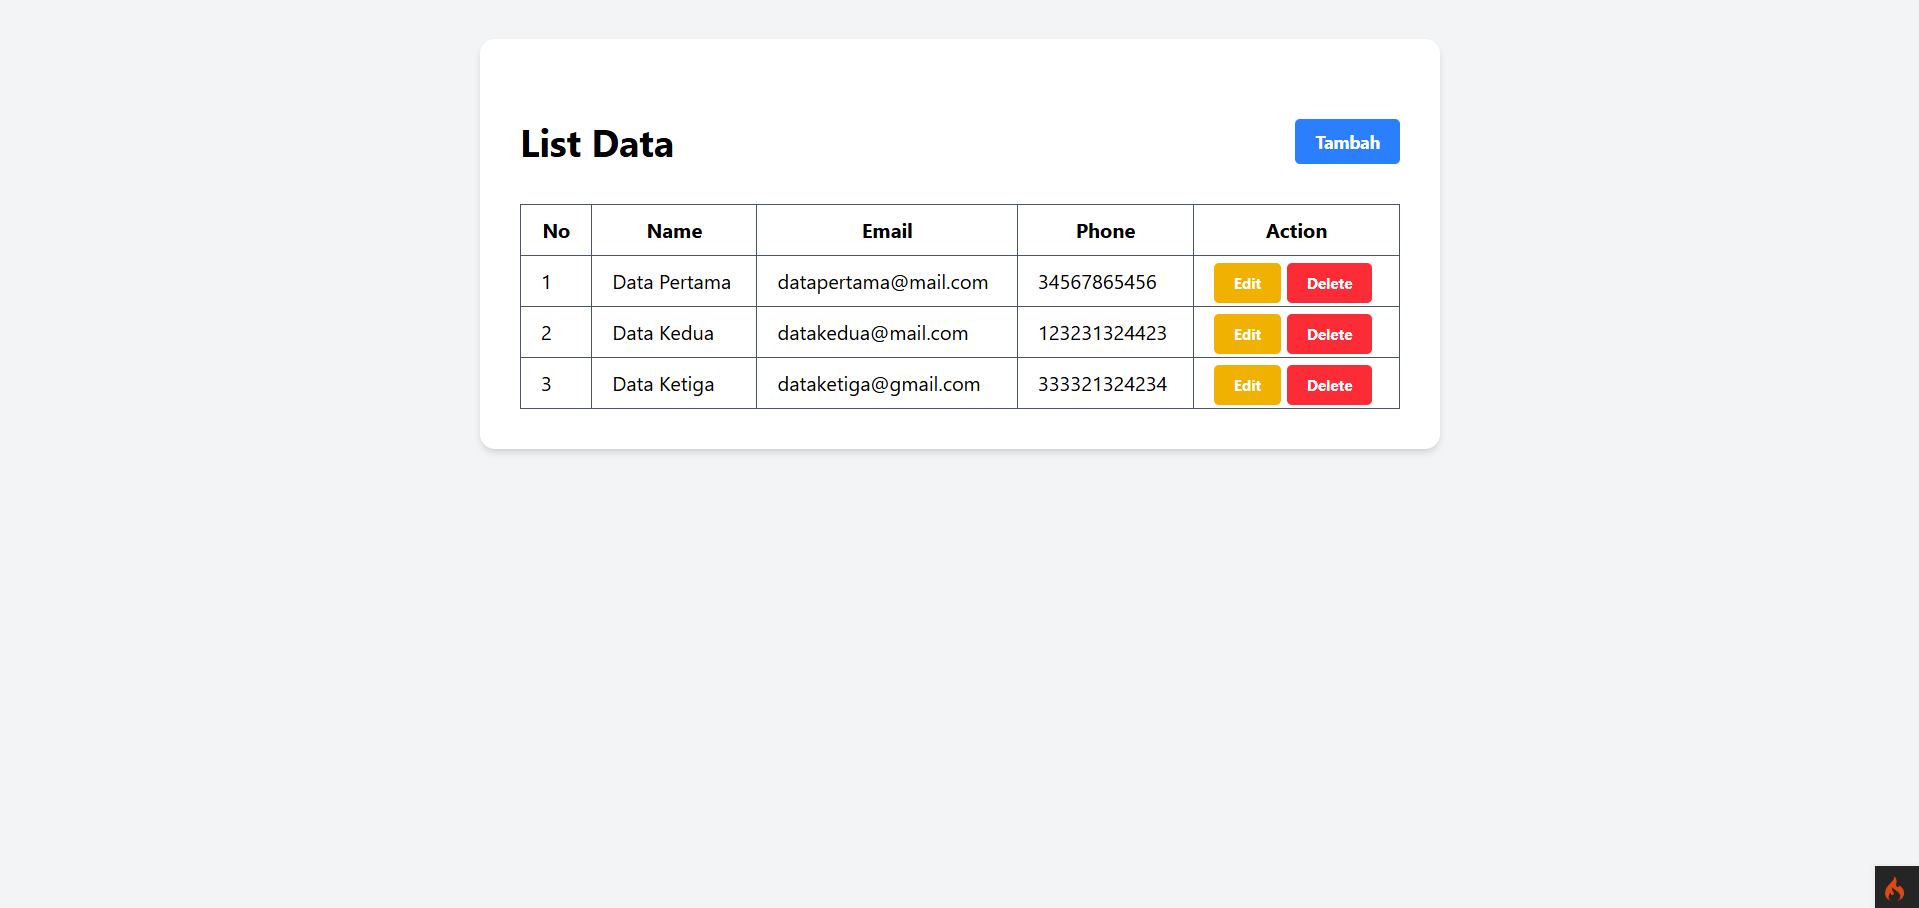 List Data
Tambah
No Name Email Phone Action
1 Data Pertama datapertama@mail.com 34567865456 Edit Delete
2 Data Kedua datakedua@mail.com 123231324423 Edit Delete
3 Data Ketiga dataketiga@gmail.com 333321324234 Edit Delete